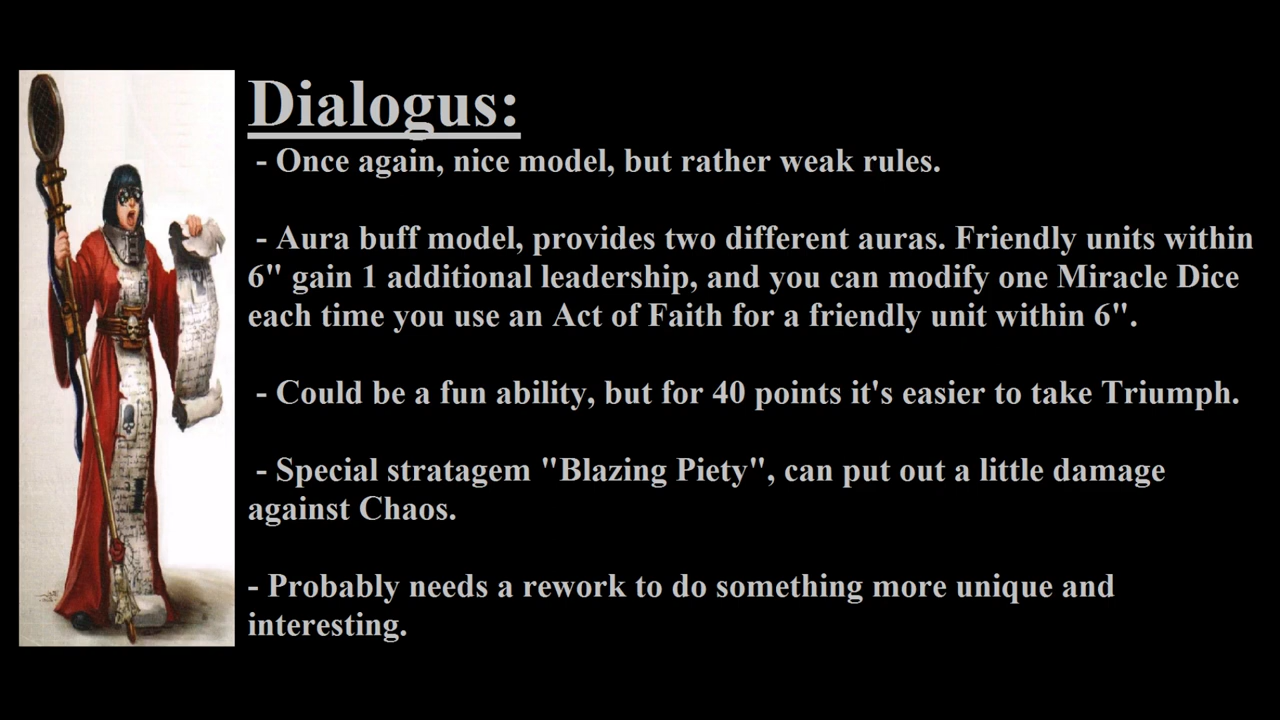 Dialogus:
- Once again, nice model, but rather weak rules.
- Aura buff model, provides two different auras. Friendly units within
6" gain 1 additional leadership, and you can modify one Miracle Dice
each time you use an Act of Faith for a friendly unit within 6".
- Could be a fun ability, but for 40 points it's easier to take Triumph.
- Special stratagem "Blazing Piety", can put out a little damage
against Chaos.
- Probably needs a rework to do something more unique and
interesting.